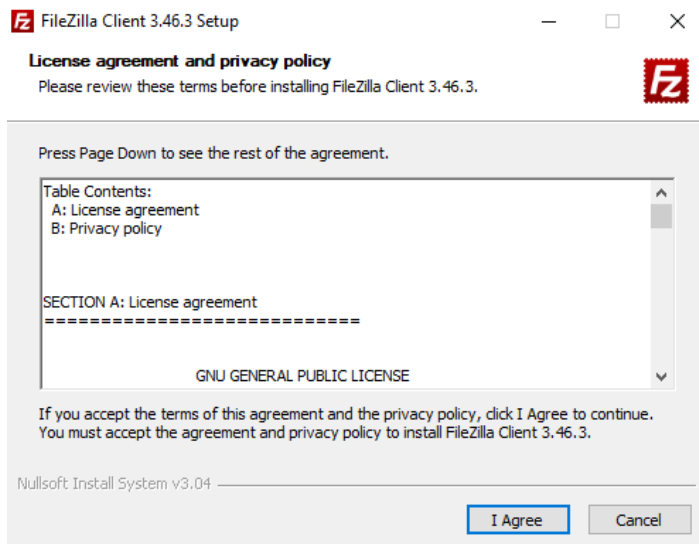 FileZilla Client 3.46.3 Setup
License agreement and privacy policy
Please review these terms before installing FileZilla Client 3.46.3.
Fz
Press Page Down to see the rest of the agreement.
Table Contents:
A: License agreement
B: Privacy policy
SECTION A: License agreement
============================
GNU GENERAL PUBLIC LICENSE
If you accept the terms of this agreement and the privacy policy, click I Agree to continue.
You must accept the agreement and privacy policy to install FileZilla Client 3.46.3.
Nullsoft Install System v3.04
I Agree
Cancel